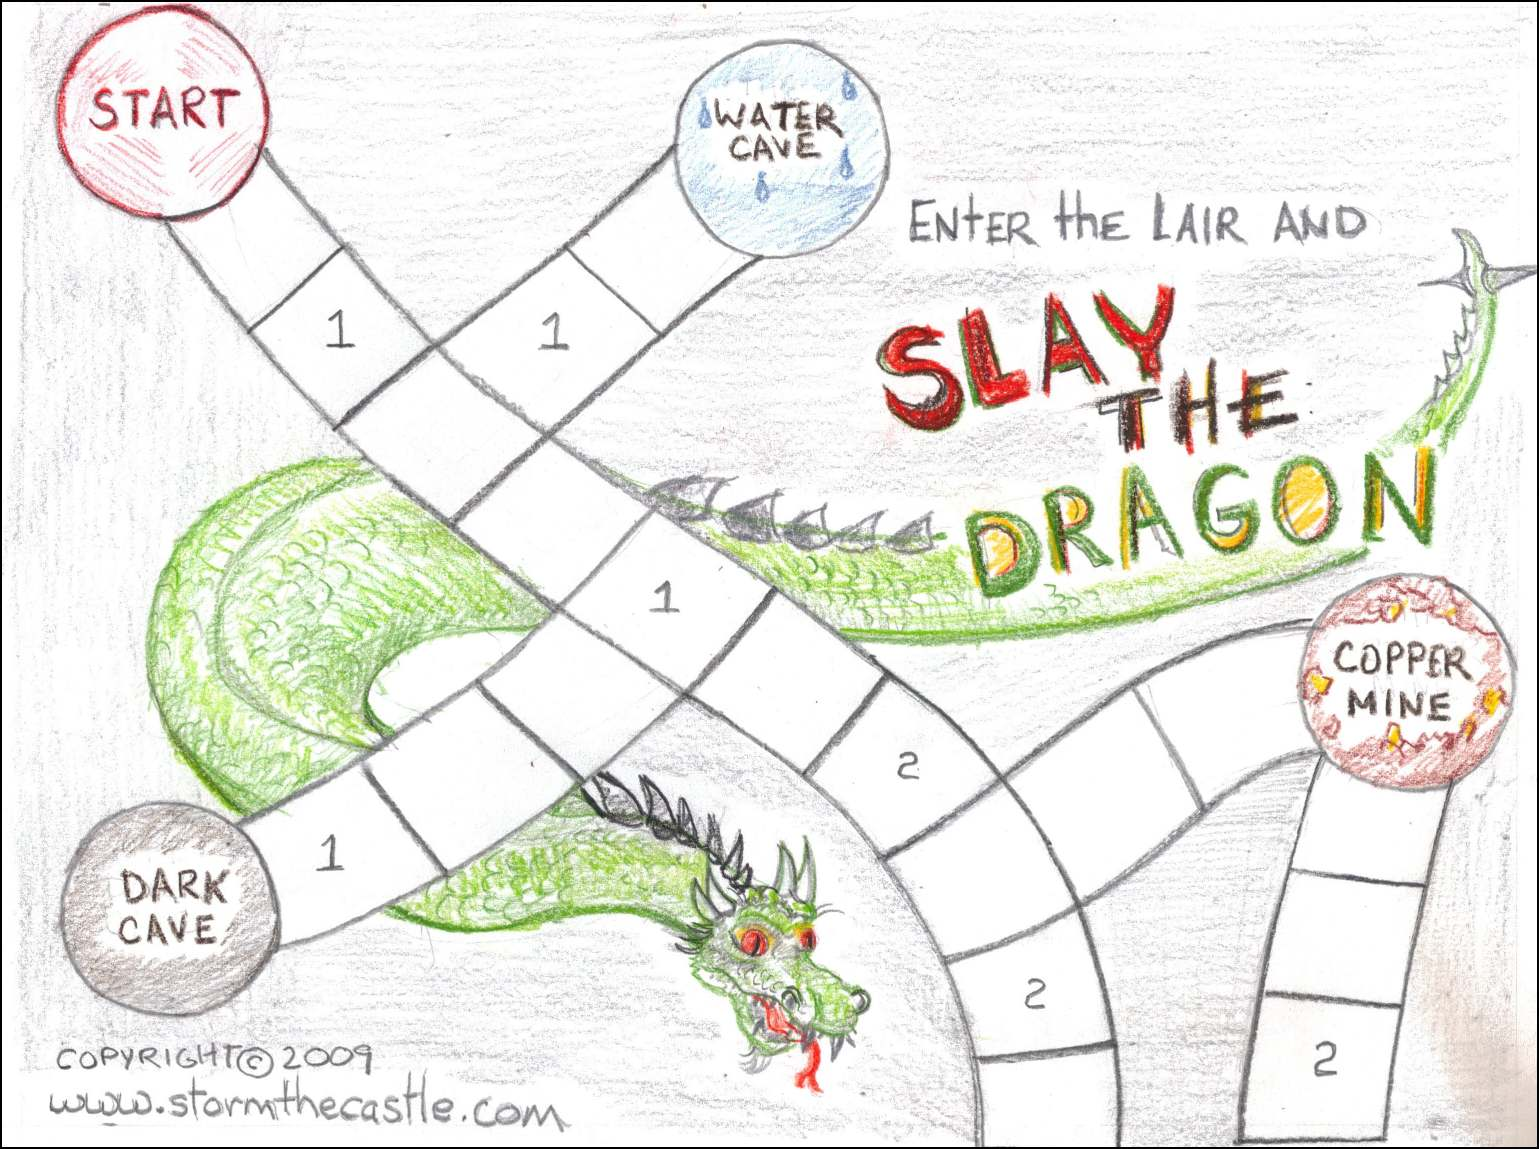 START
WATER
CAVE
ENtER thE LAIR AND
SLAY
THE
DRAGON
1
1
1
COPPER
MINE
2
1
DARK
CAVE
2
2
COPYRIGHT © 2009
www.stormthecastle.com